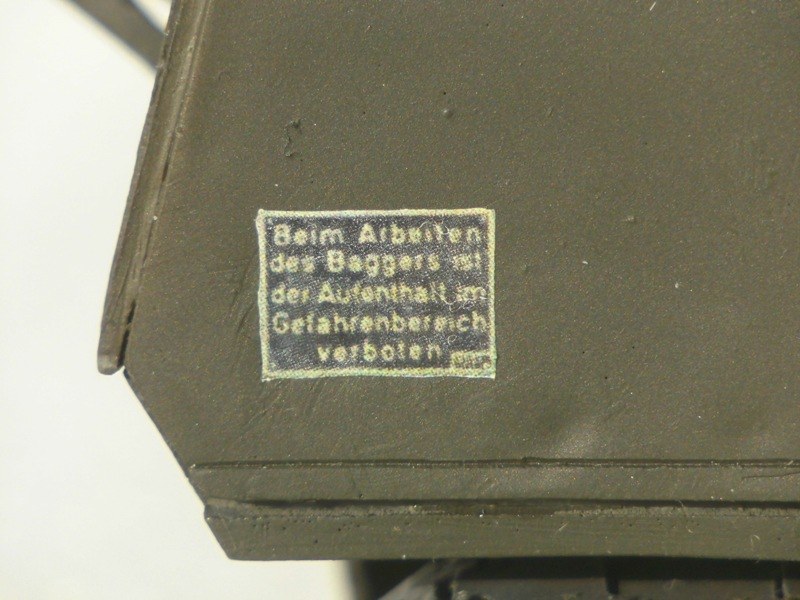 Beim Arbeiten
des Baggers ist
der Aufenthalt im
Gefahrenbereich
verboten